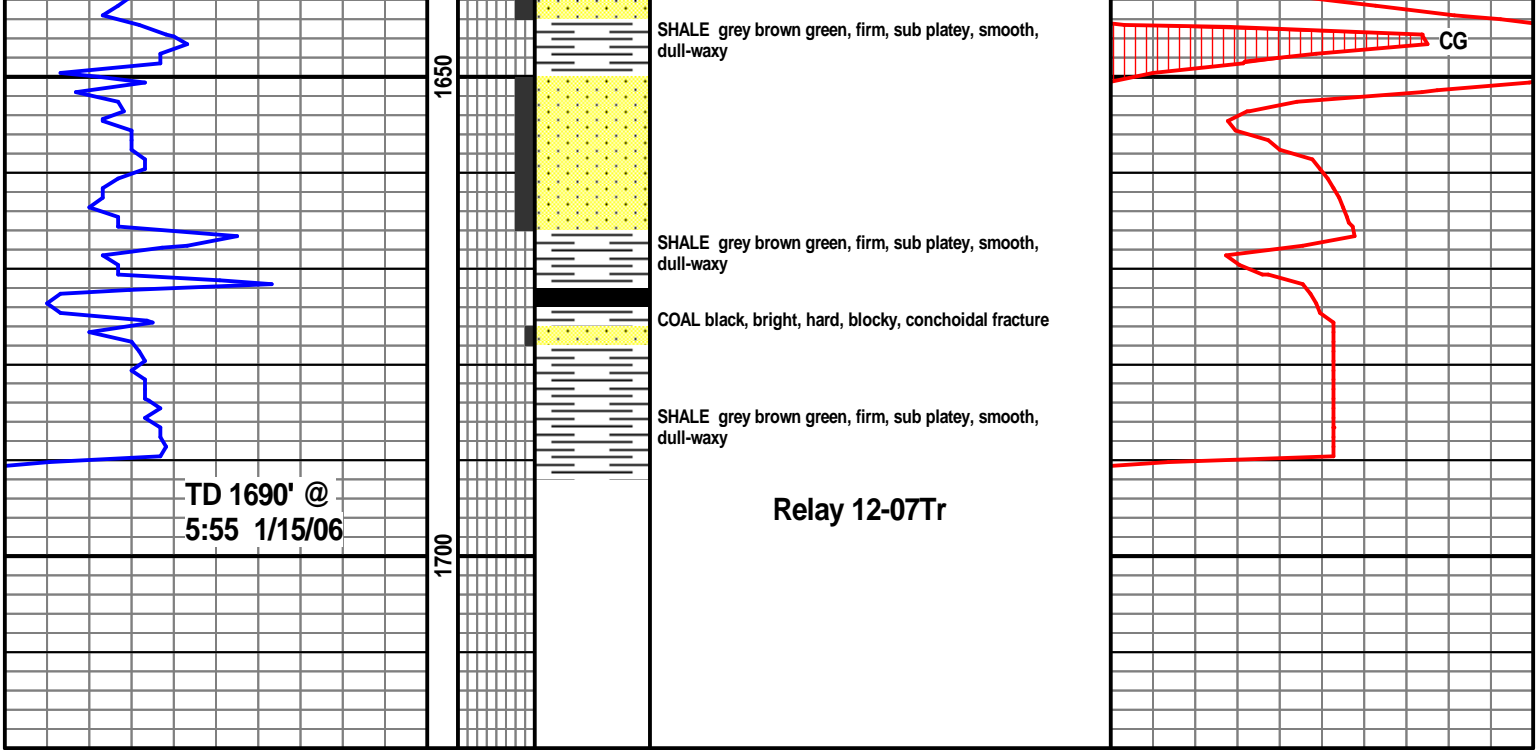 SHALE grey brown green, firm, sub platey, smooth,
dull-waxy
CG
1650
SHALE grey brown green, firm, sub platey, smooth,
dull-waxy
COAL black, bright, hard, blocky, conchoidal fracture
SHALE grey brown green, firm, sub platey, smooth,
dull-waxy
TD 1690' @
5:55 1/15/06
Relay 12-07Tr
1700